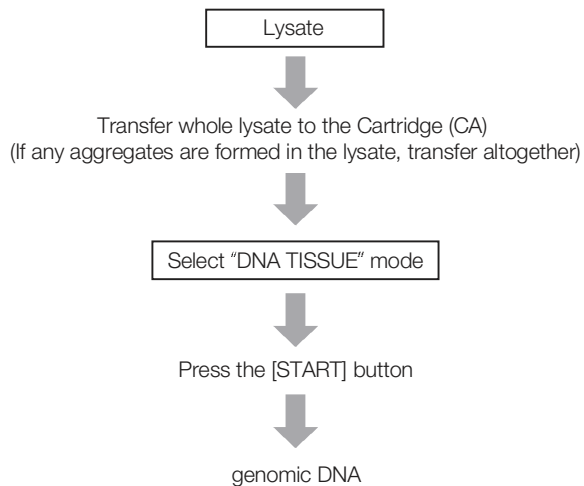 Lysate
Transfer whole lysate to the Cartridge (CA)
(If any aggregates are formed in the lysate, transfer altogether)
Select “DNA TISSUE” mode
Press the [START] button
genomic DNA